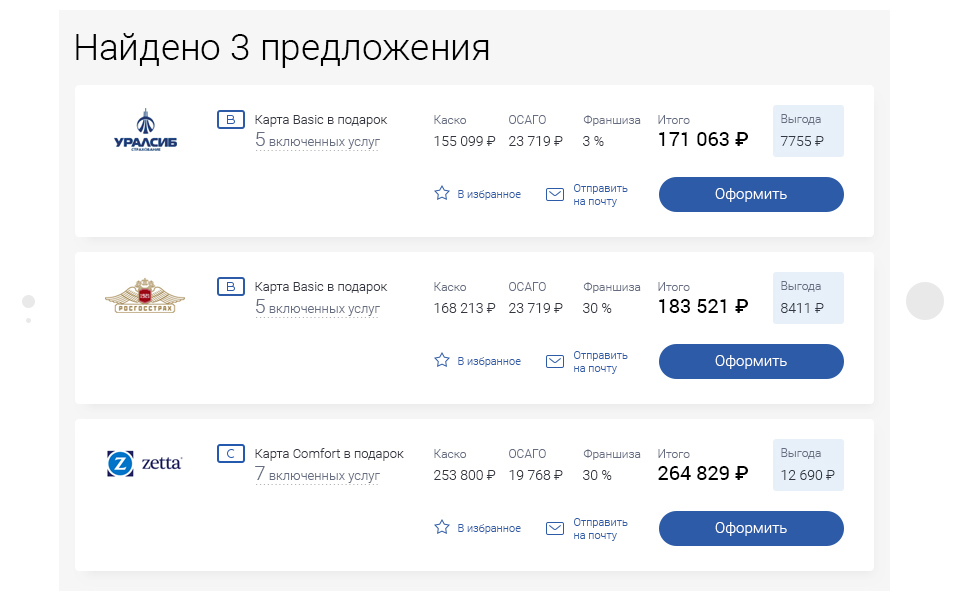 Найдено 3 предложения
УРАЛСИБ
СТРАХОВАНИЕ
B
Карта Basic в подарок
5 включенных услуг
Каско
155 099 ₽
ОСАГО
23 719 ₽
Франшиза
3 %
Итого
171 063 ₽
Выгода
7755 ₽
В избранное
Отправить
на почту
Оформить
РОСГОССТРАХ
1921
B
Карта Basic в подарок
5 включенных услуг
Каско
168 213 ₽
ОСАГО
23 719 ₽
Франшиза
30 %
Итого
183 521 ₽
Выгода
8411 ₽
В избранное
Отправить
на почту
Оформить
Z zetta
C
Карта Comfort в подарок
7 включенных услуг
Каско
253 800 ₽
ОСАГО
19 768 ₽
Франшиза
30 %
Итого
264 829 ₽
Выгода
12 690 ₽
В избранное
Отправить
на почту
Оформить